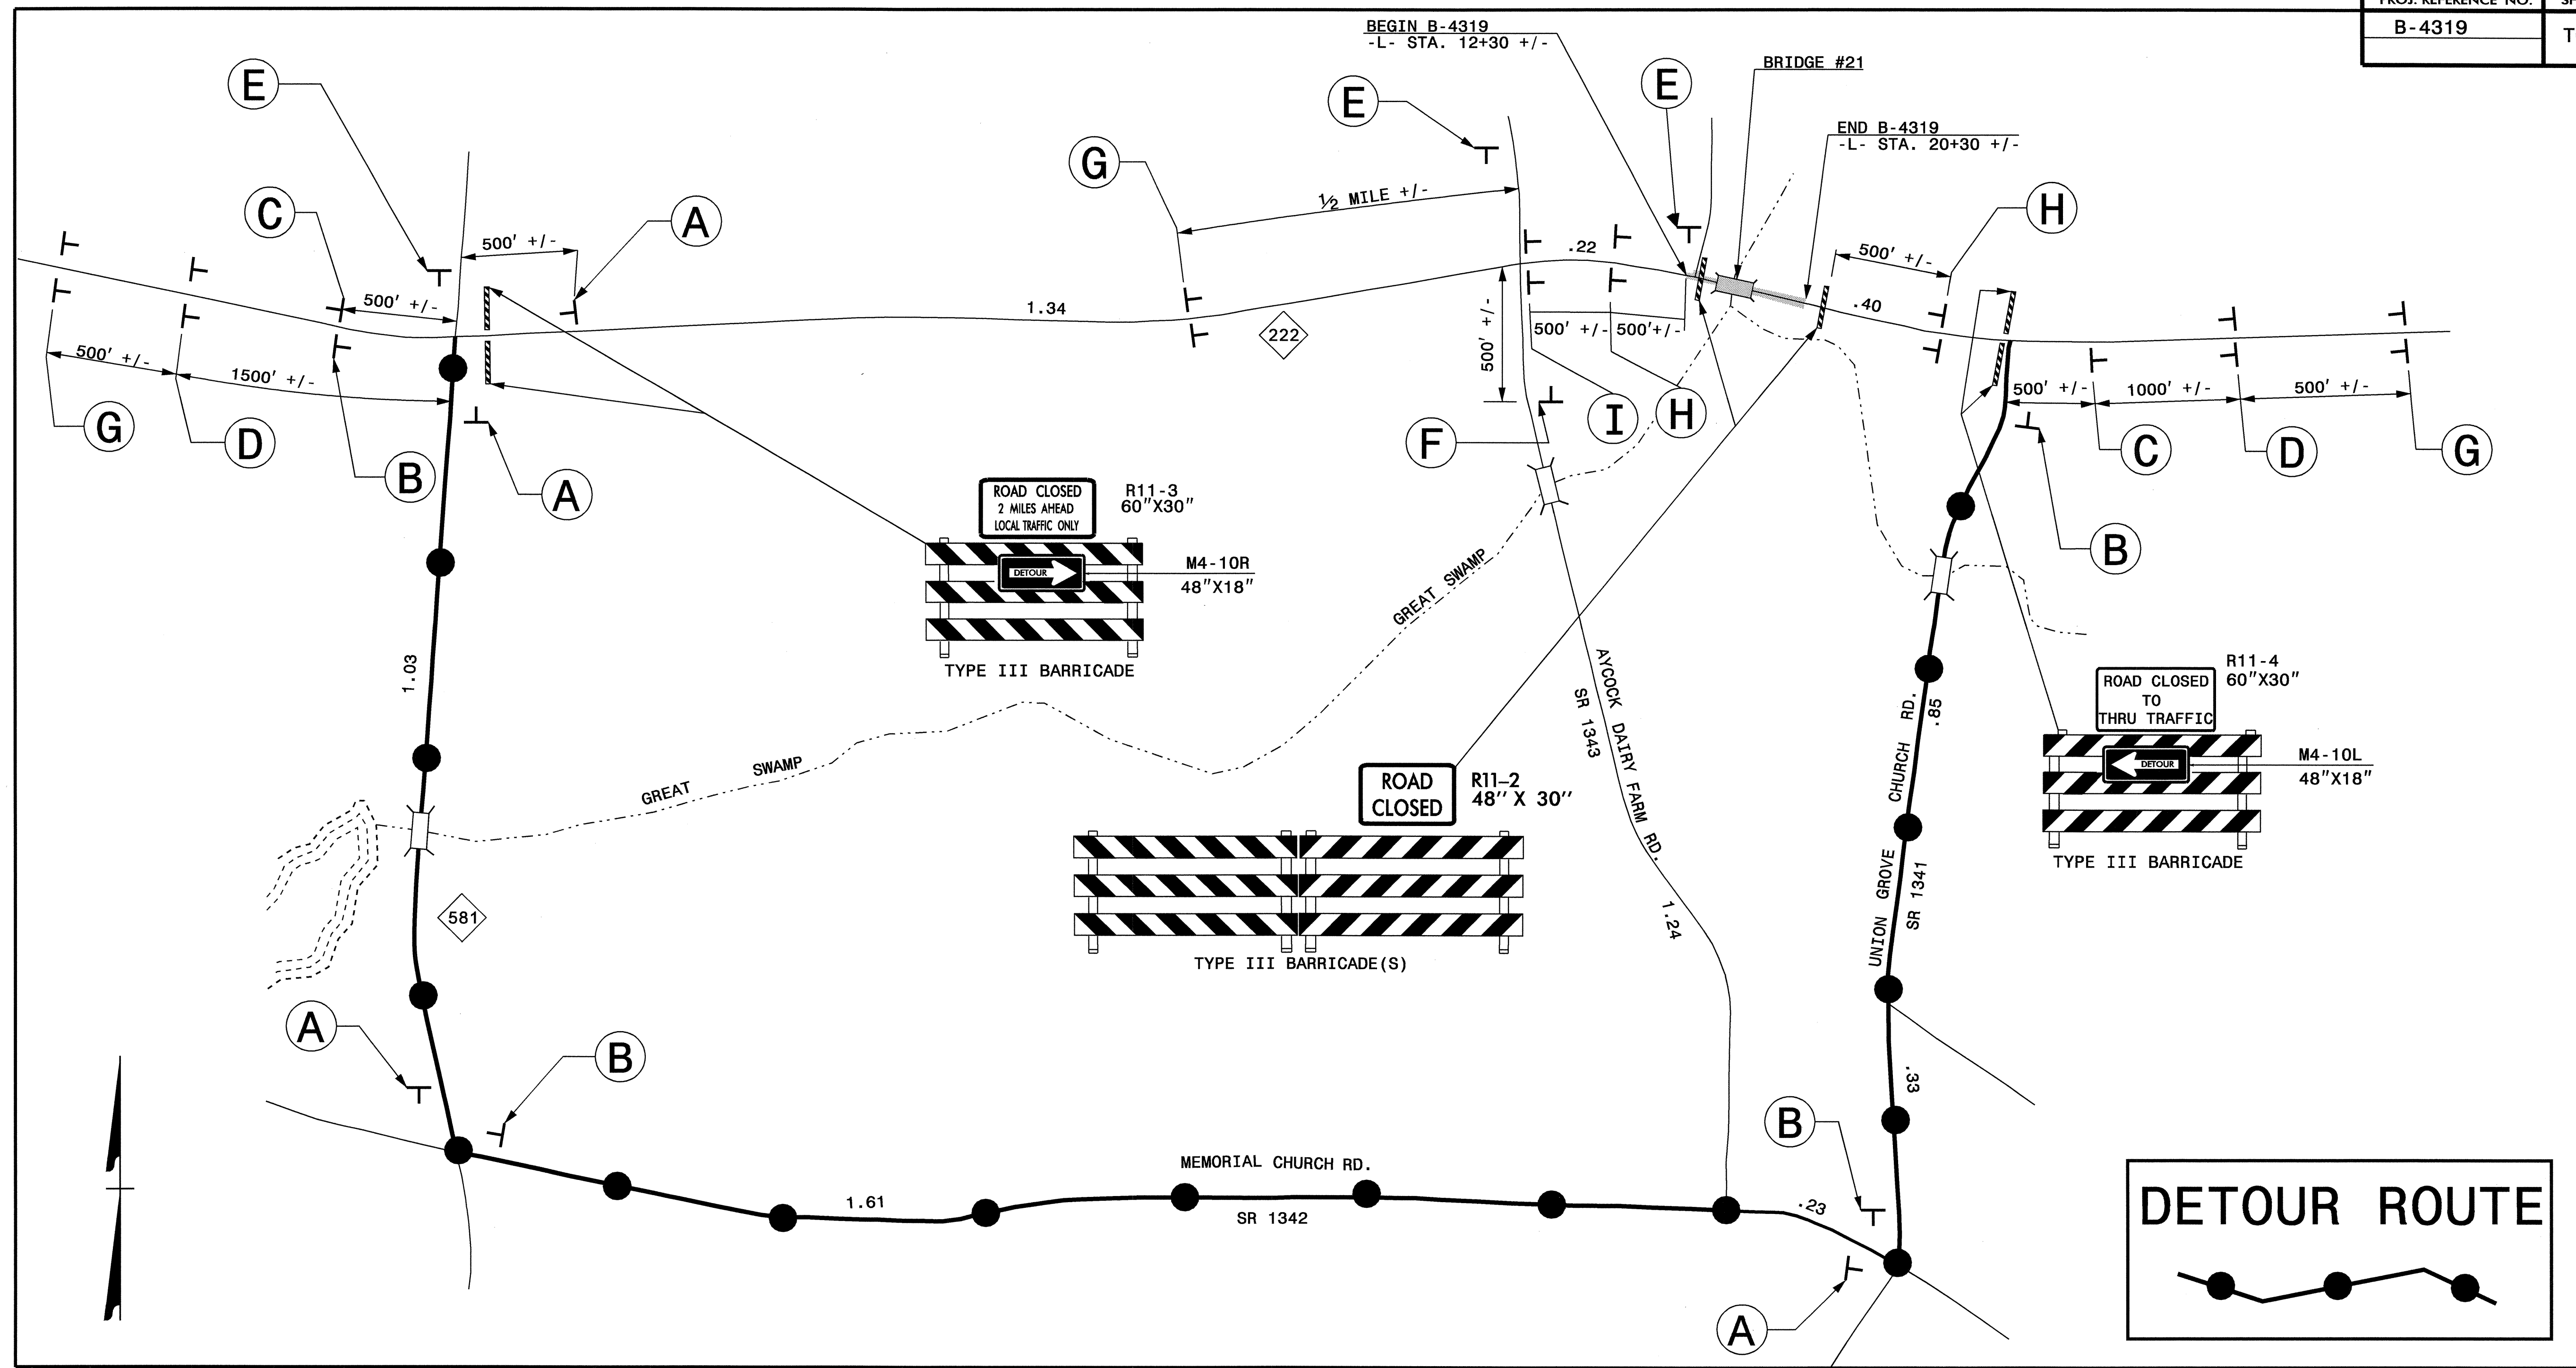 PROJ. REFERENCE NO.
B-4319
T
BEGIN B-4319
-L- STA. 12+30 +/-
BRIDGE #21
END B-4319
-L- STA. 20+30 +/-
E
E
E
G
C
A
H
500' +/-
½ MILE +/-
.22
500' +/-
500' +/-
1.34
.40
222
500' +/-
500' +/-
500'+/-
500' +/-
1500' +/-
500' +/-
1000' +/-
500' +/-
G
D
B
A
F
I
H
C
D
G
B
ROAD CLOSED
2 MILES AHEAD
LOCAL TRAFFIC ONLY
R11-3
60"X30"
DETOUR
M4-10R
48"X18"
TYPE III BARRICADE
GREAT SWAMP
1.03
GREAT SWAMP
AYCOCK DAIRY FARM RD.
SR 1343
1.24
ROAD CLOSED
TO
THRU TRAFFIC
R11-4
60"X30"
DETOUR
M4-10L
48"X18"
TYPE III BARRICADE
ROAD
CLOSED
R11-2
48'' X 30''
TYPE III BARRICADE(S)
UNION GROVE CHURCH RD.
SR 1341
.85
581
A
B
.33
B
MEMORIAL CHURCH RD.
1.61
SR 1342
.23
A
DETOUR ROUTE